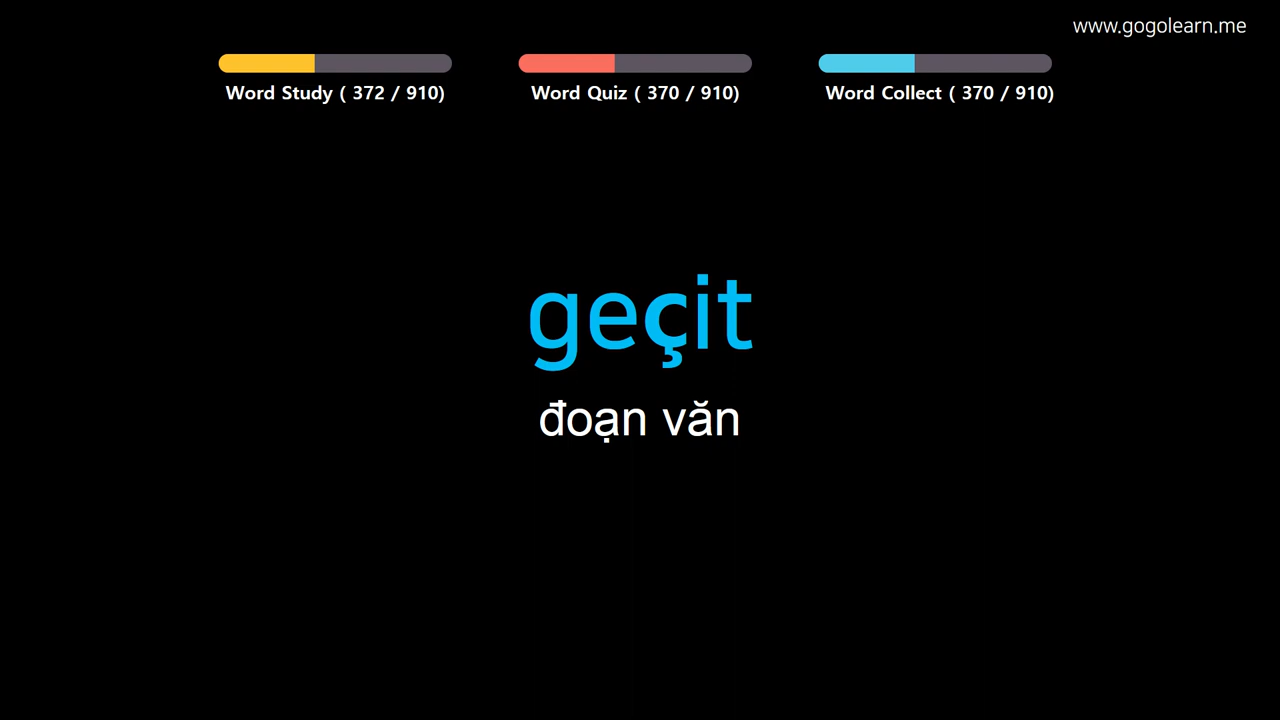 www.gogolearn.me
Word Study ( 372 / 910)
Word Quiz ( 370 / 910)
Word Collect ( 370 / 910)
geçit
đoạn văn